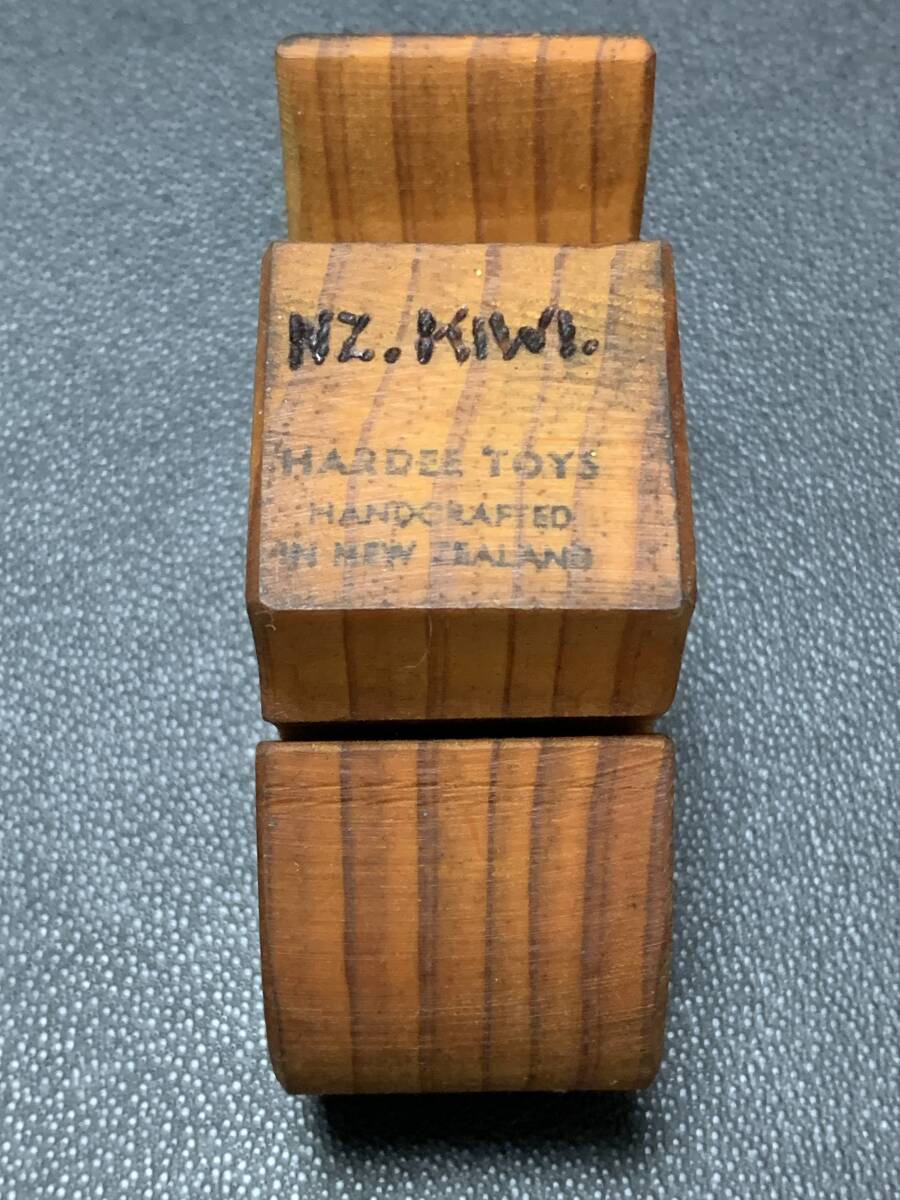 NZ. KIWI.
HARDEE TOYS
HANDCRAFTED
IN NEW ZEALAND